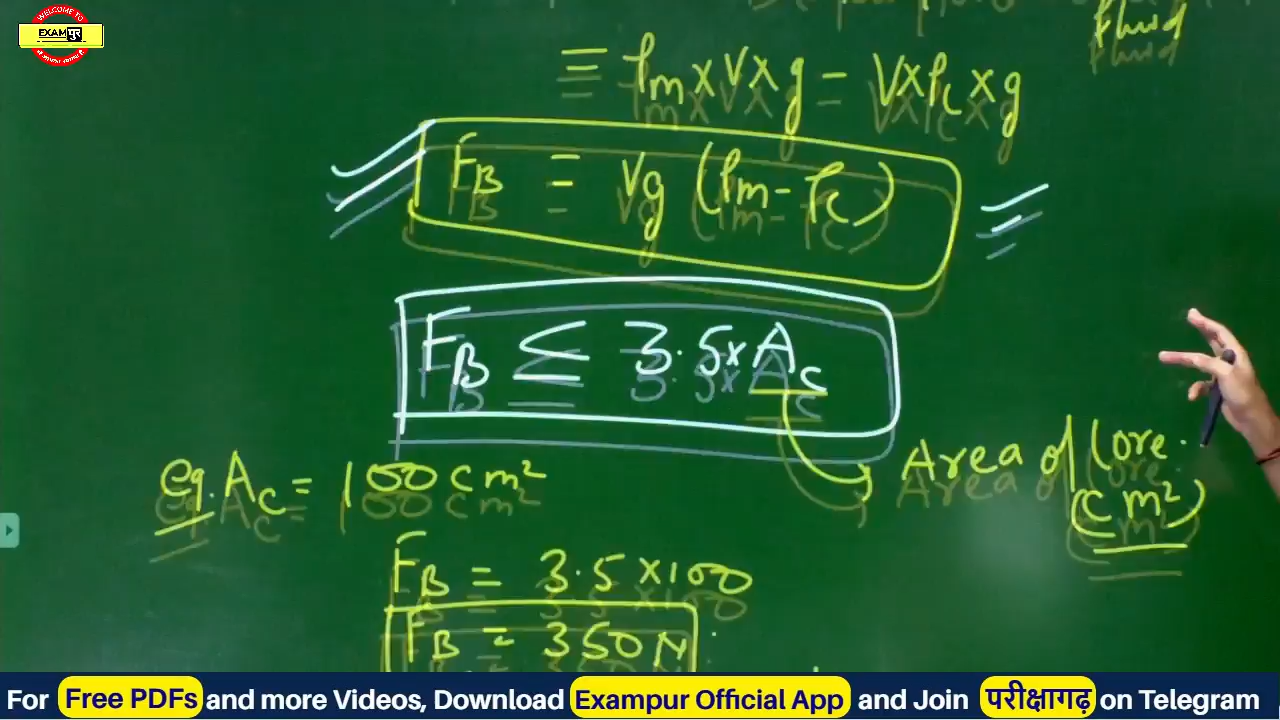 WELCOME TO
EXAMपुर
fluid
= ρm × V × g - V × ρc × g
FB = Vg (ρm - ρc)
FB ≤ 3.5 × Ac
Area of Core.
(cm²)
eg. Ac = 100 cm²
FB = 3.5 × 100
FB = 350 N
For Free PDFs and more Videos, Download Exampur Official App and Join परीक्षागढ़ on Telegram